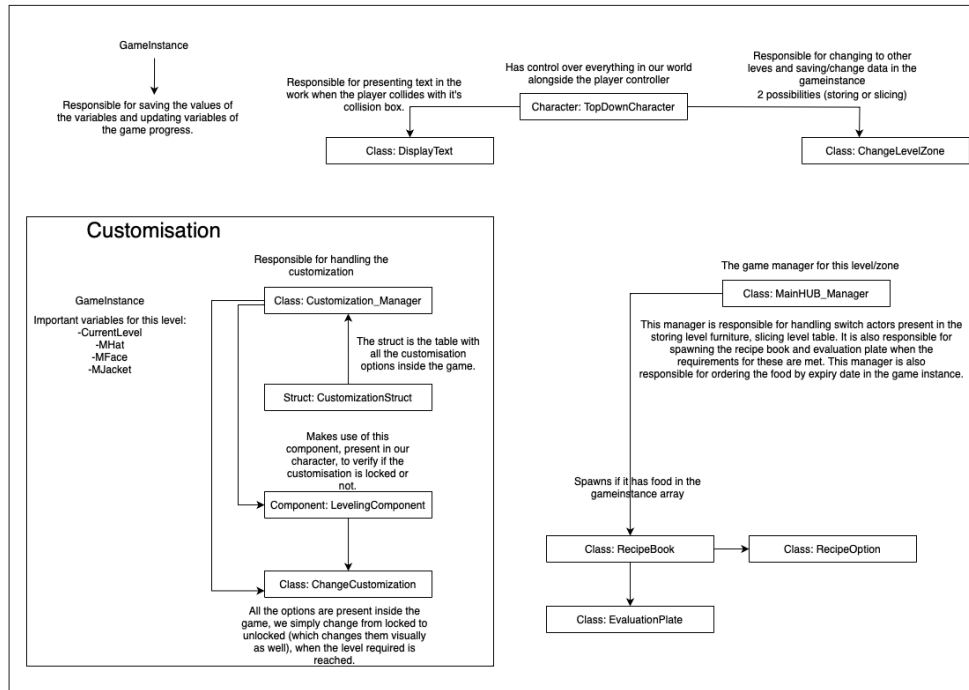 GameInstance
Responsible for saving the values of
the variables and updating variables of
the game progress.
Responsible for presenting text in the
work when the player collides with it's
collision box.
Class: DisplayText
Has control over everything in our world
alongside the player controller
Character: TopDownCharacter
Responsible for changing to other
leves and saving/change data in the
gameinstance
2 possibilities (storing or slicing)
Class: ChangeLevelZone
Customisation
Responsible for handling the
customization
Class: Customization_Manager
GameInstance
Important variables for this level:
-CurrentLevel
-MHat
-MFace
-MJacket
The struct is the table with
all the customisation
options inside the game.
Struct: CustomizationStruct
Makes use of this
component, present in our
character, to verify if the
customisation is locked or
not.
Component: LevelingComponent
Class: ChangeCustomization
All the options are present inside the
game, we simply change from locked to
unlocked (which changes them visually
as well), when the level required is
reached.
The game manager for this level/zone
Class: MainHUB_Manager
This manager is responsible for handling switch actors present in the
storing level furniture, slicing level table. It is also responsible for
spawning the recipe book and evaluation plate when the
requirements for these are met. This manager is also
responsible for ordering the food by expiry date in the game instance.
Spawns if it has food in the
gameinstance array
Class: RecipeBook
Class: RecipeOption
Class: EvaluationPlate